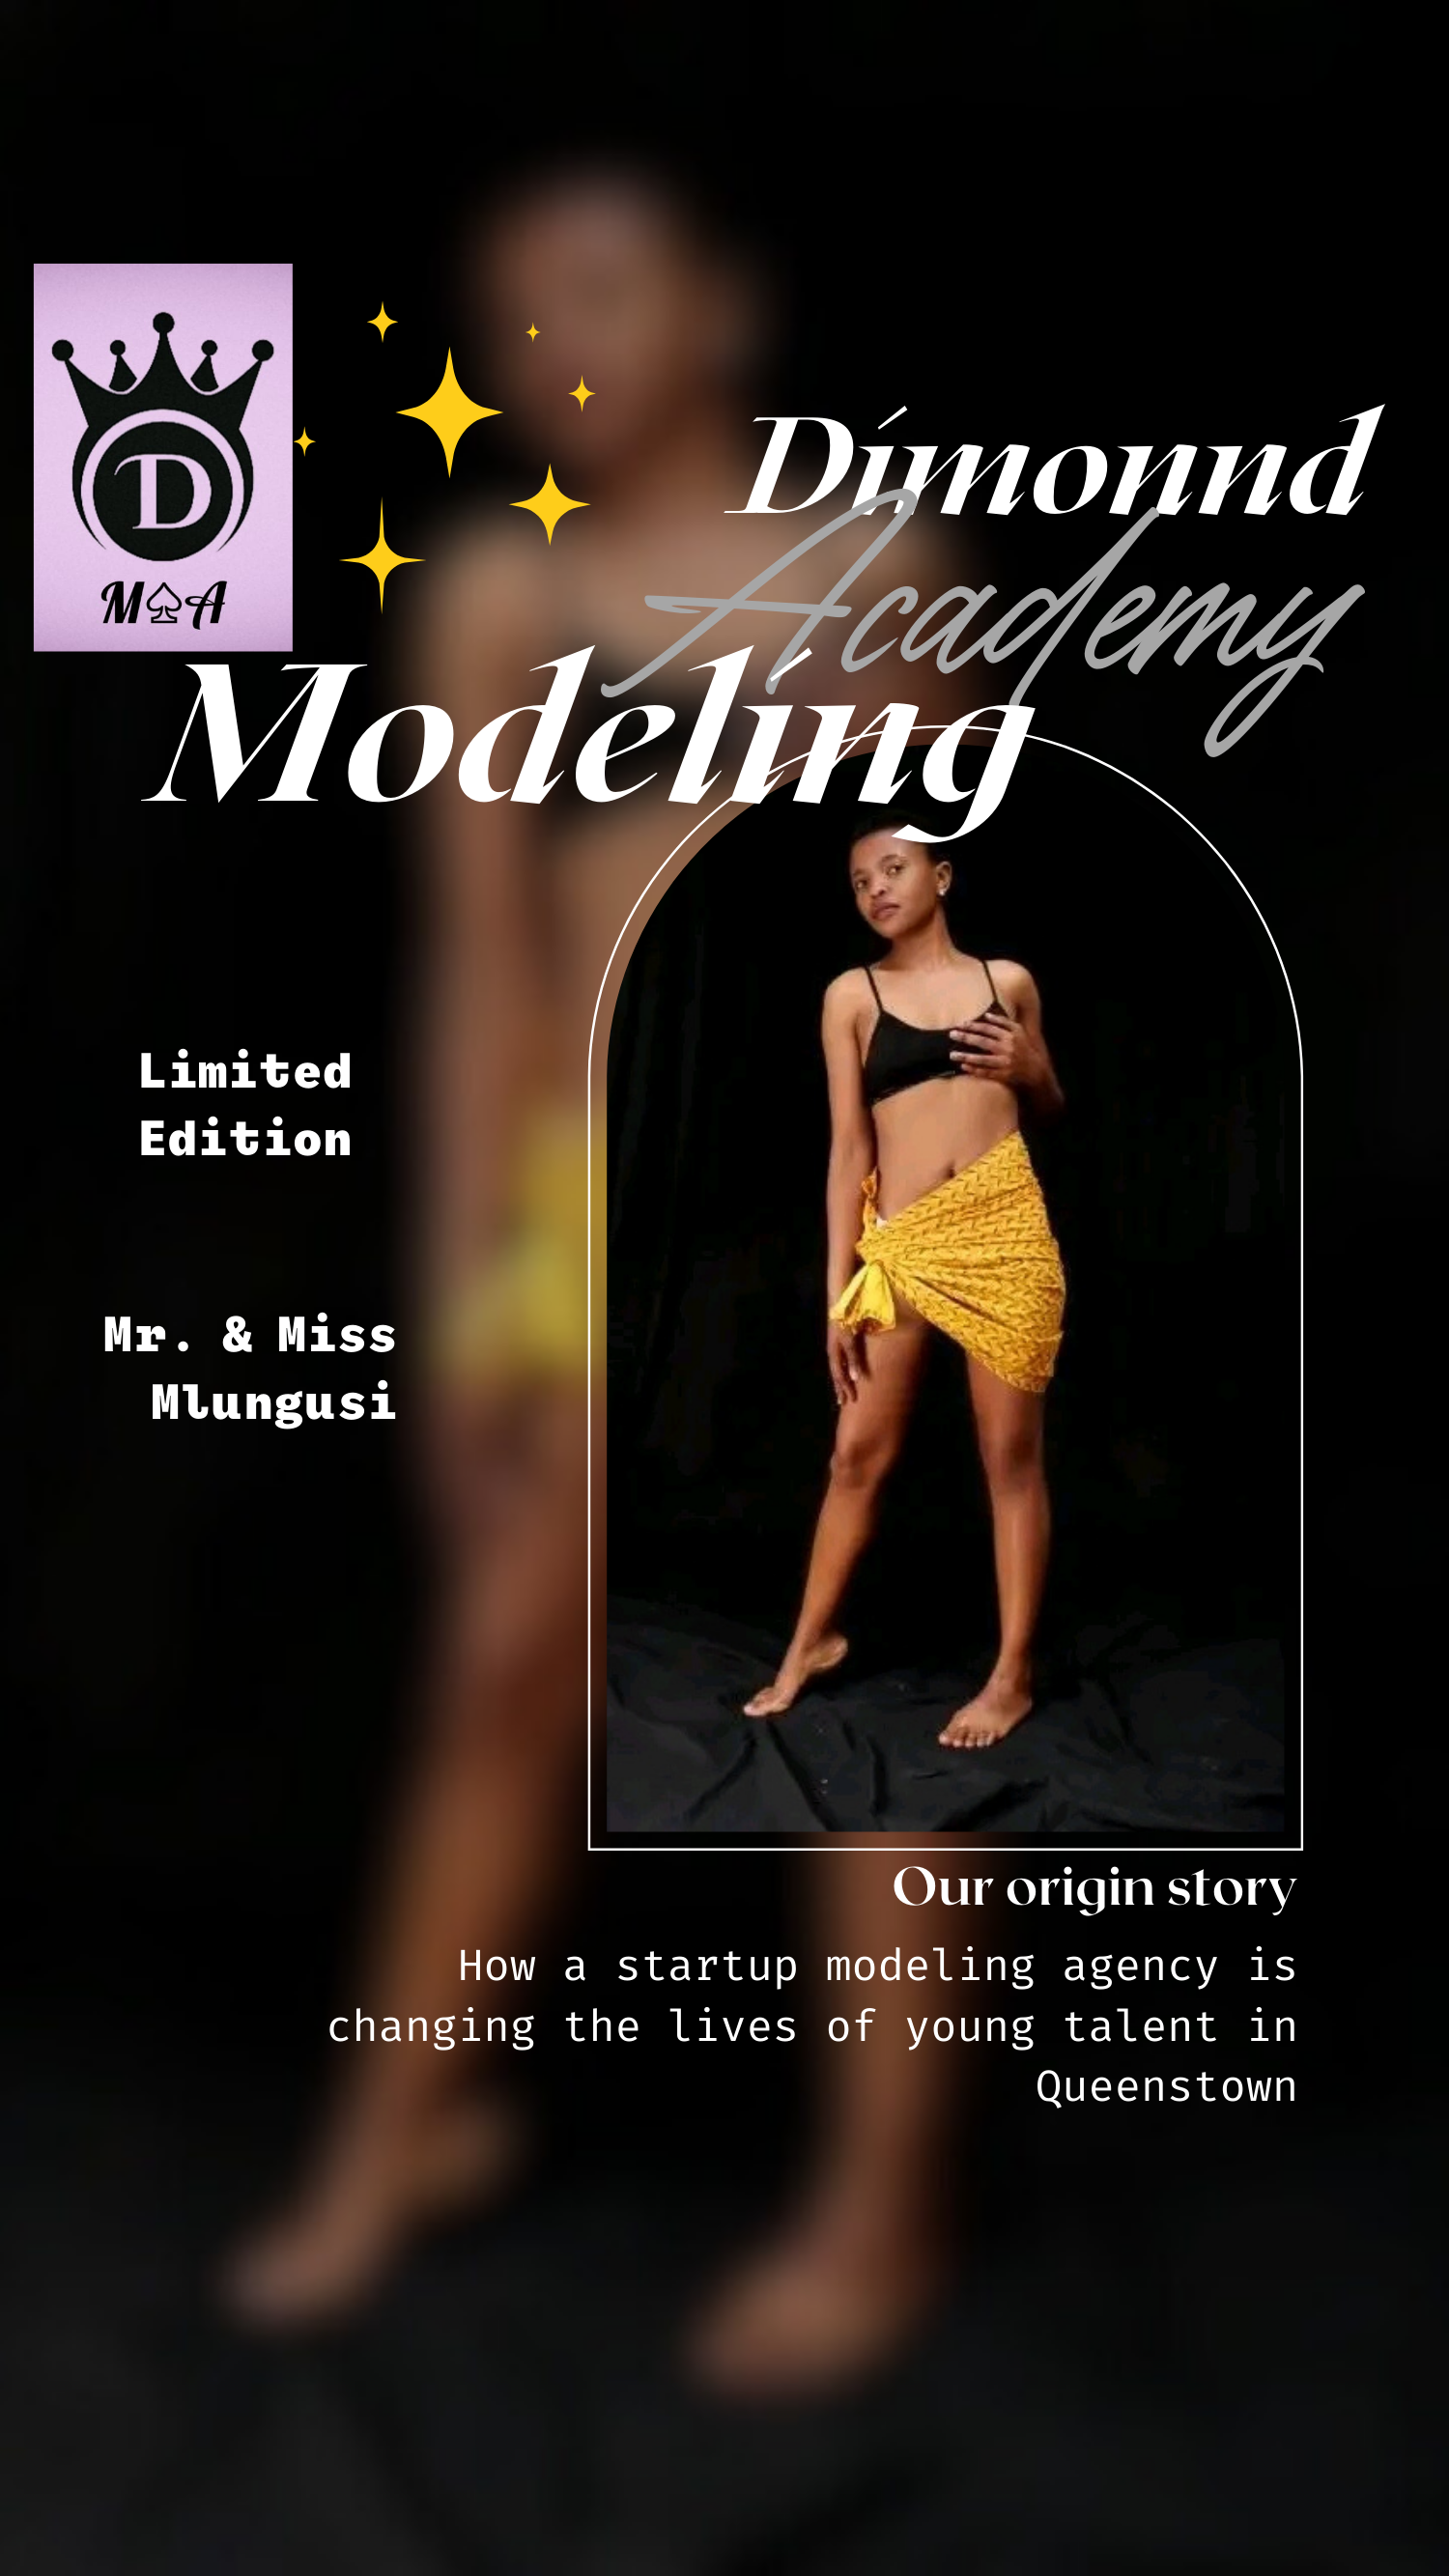 D
M♤A
Dimonnd
Academy
Modeling
Limited
Edition
Mr. & Miss
Mlungusi
Our origin story
How a startup modeling agency is
changing the lives of young talent in
Queenstown